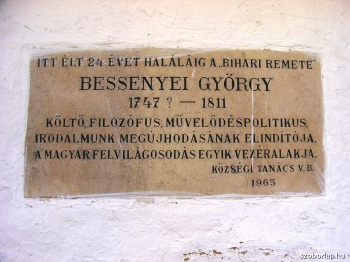 ITT ÉLT 24 ÉVET HALÁLÁIG A „BIHARI REMETE"
BESSENYEI GYÖRGY
1747 ? — 1811
KÖLTŐ, FILOZÓFUS, MŰVELŐDÉSPOLITIKUS,
IRODALMUNK MEGÚJHODÁSÁNAK ELINDÍTÓJA,
A MAGYAR FELVILÁGOSODÁS EGYIK VEZÉRALAKJA.
KÖZSÉGI TANÁCS V.B.
1965
szoborlap.hu